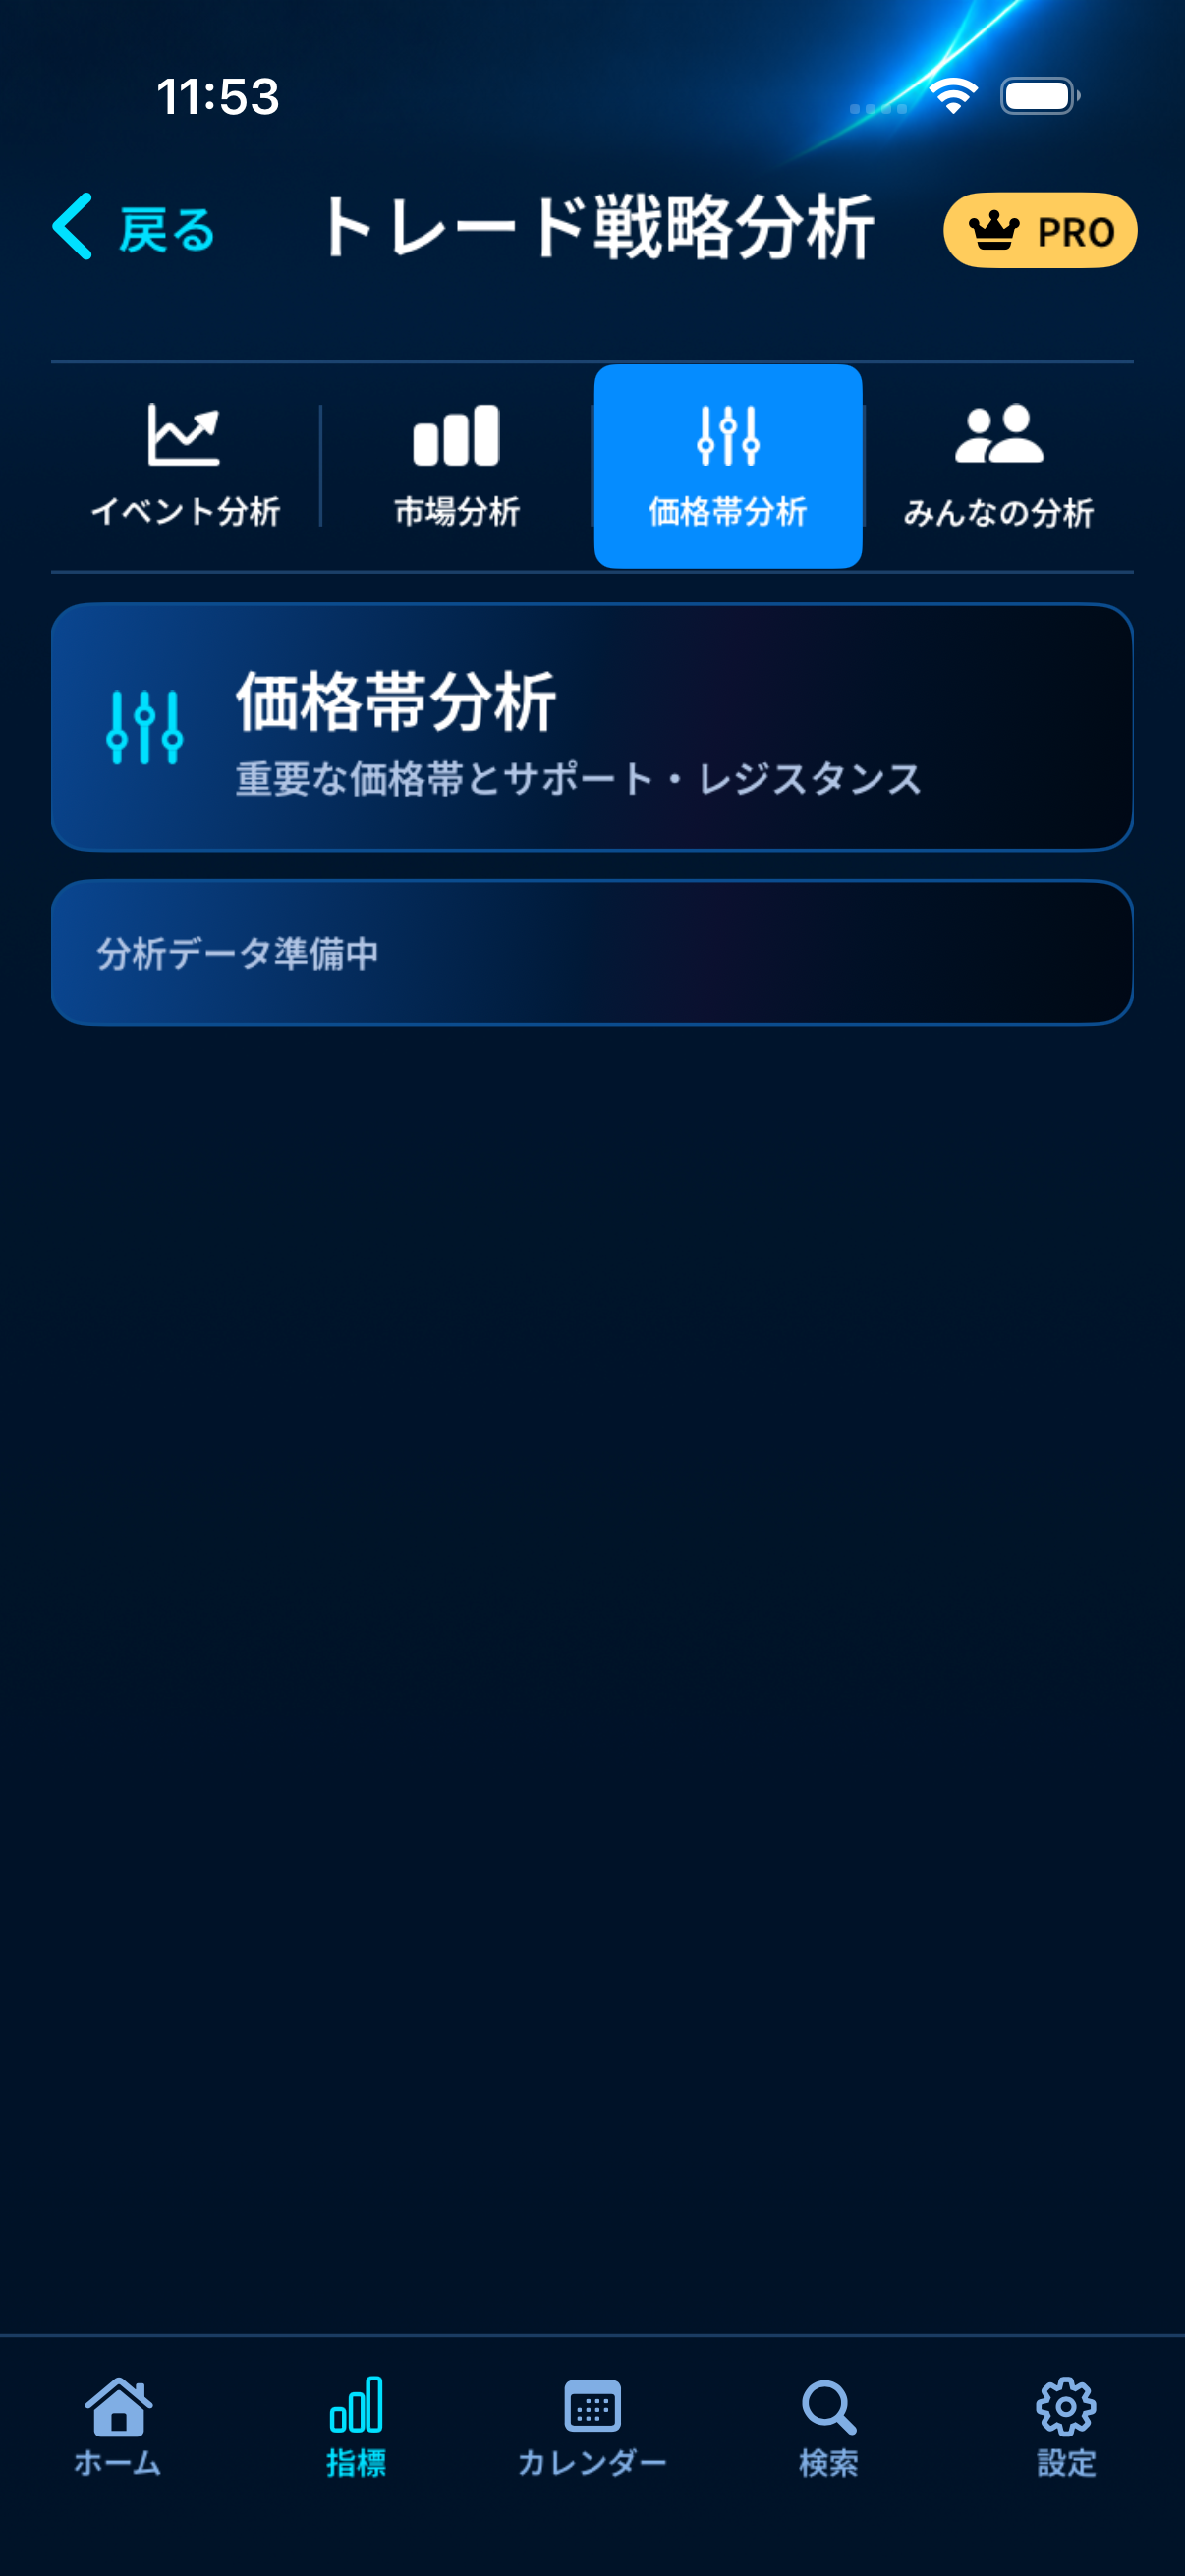 11:53
戻る
トレード戦略分析
PRO
イベント分析
市場分析
価格帯分析
みんなの分析
価格帯分析
重要な価格帯とサポート・レジスタンス
分析データ準備中
ホーム
指標
カレンダー
検索
設定